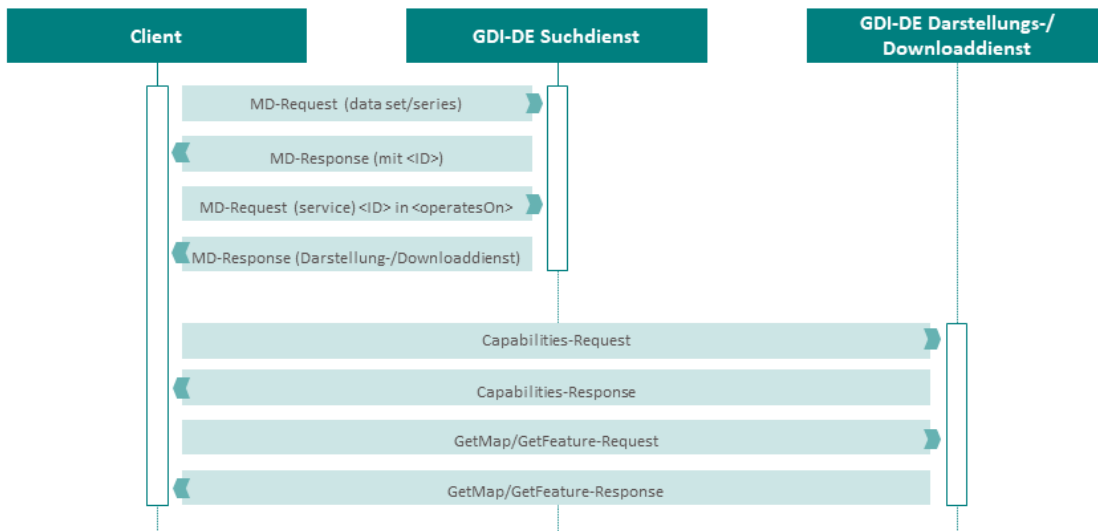 Client
GDI-DE Suchdienst
GDI-DE Darstellungs-/
Downloaddienst
MD-Request (data set/series)
MD-Response (mit <ID>)
MD-Request (service) <ID> in <operatesOn>
MD-Response (Darstellung-/Downloaddienst)
Capabilities-Request
Capabilities-Response
GetMap/GetFeature-Request
GetMap/GetFeature-Response